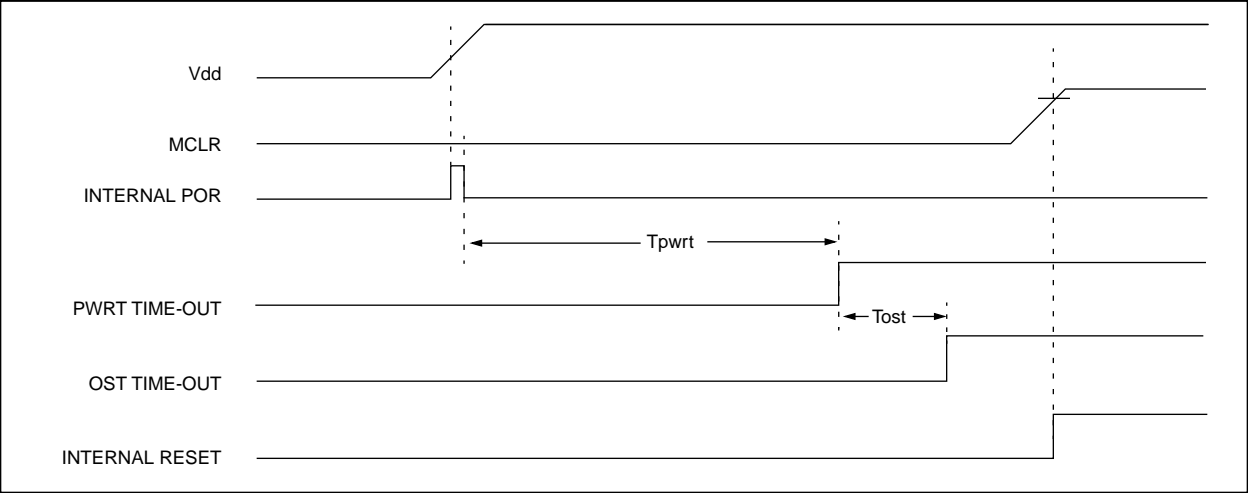 Vdd
MCLR
INTERNAL POR
Tpwrt
PWRT TIME-OUT
Tost
OST TIME-OUT
INTERNAL RESET